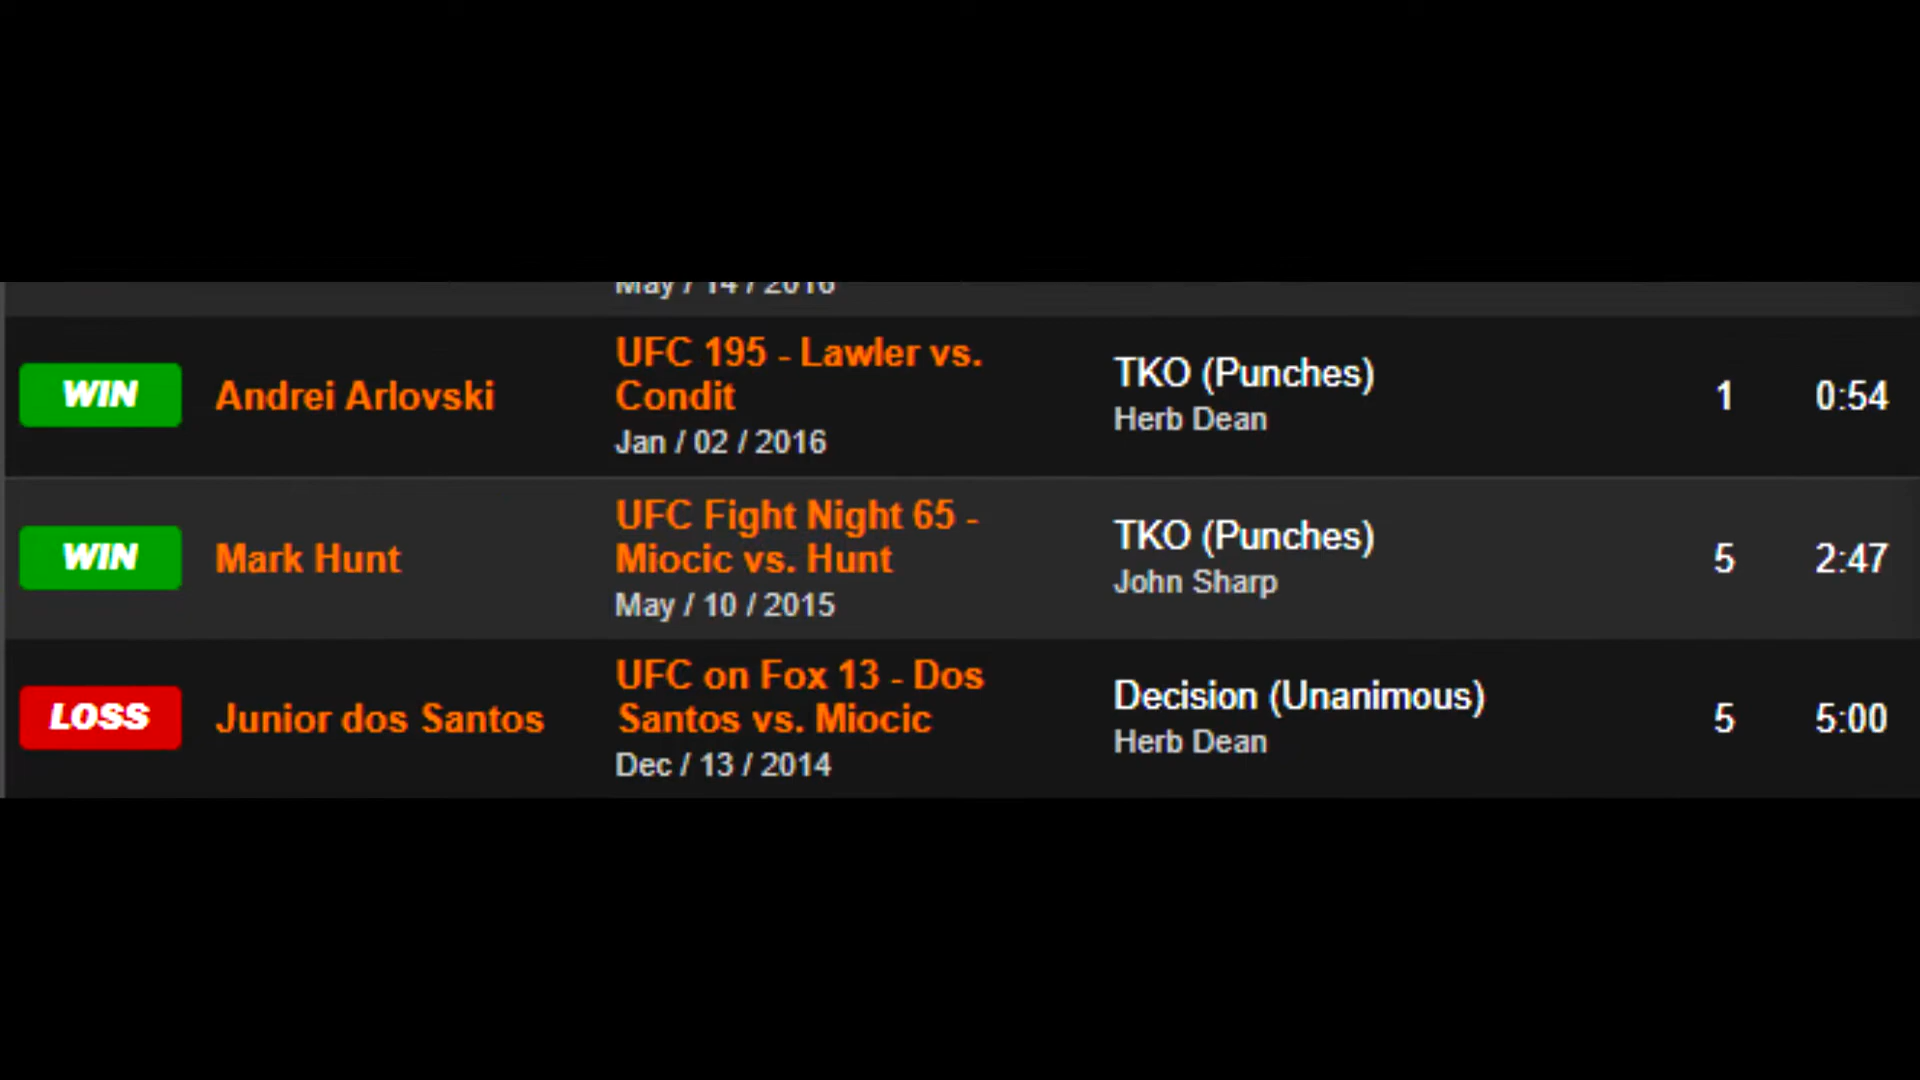 May / 14 / 2016
WIN Andrei Arlovski UFC 195 - Lawler vs. Condit
Jan / 02 / 2016
TKO (Punches)
Herb Dean
1 0:54
WIN Mark Hunt UFC Fight Night 65 - Miocic vs. Hunt
May / 10 / 2015
TKO (Punches)
John Sharp
5 2:47
LOSS Junior dos Santos UFC on Fox 13 - Dos Santos vs. Miocic
Dec / 13 / 2014
Decision (Unanimous)
Herb Dean
5 5:00